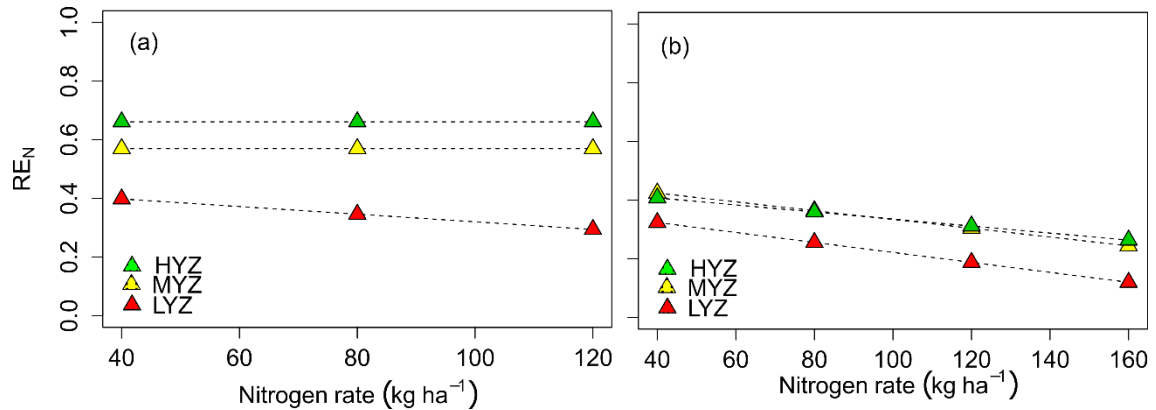 (a)
RE_N
1.0
0.8
0.6
0.4
0.2
0.0
HYZ
MYZ
LYZ
40 60 80 100 120
Nitrogen rate (kg ha⁻¹)
(b)
HYZ
MYZ
LYZ
40 60 80 100 120 140 160
Nitrogen rate (kg ha⁻¹)